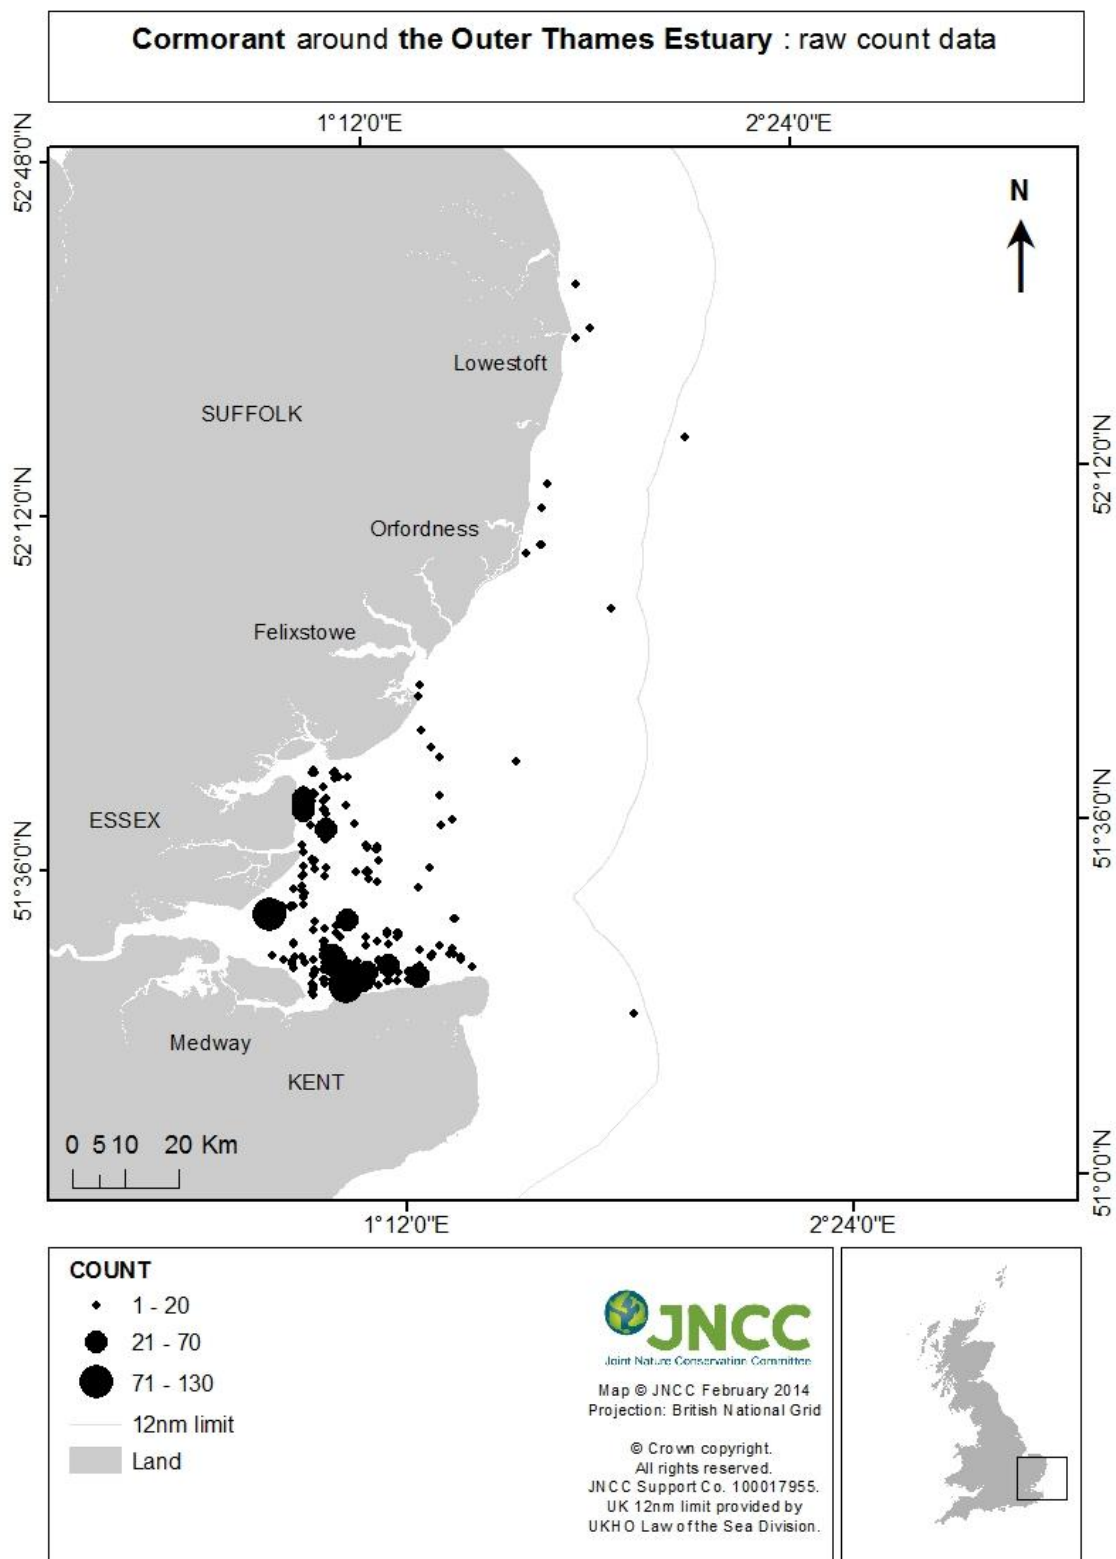 Cormorant around the Outer Thames Estuary : raw count data
1°12'0"E
2°24'0"E
52°48'0"N
N
Lowestoft
SUFFOLK
52°12'0"N
52°12'0"N
Orfordness
Felixstowe
ESSEX
51°36'0"N
51°36'0"N
Medway
KENT
0 5 10 20 Km
51°0'0"N
1°12'0"E
2°24'0"E
COUNT
1 - 20
21 - 70
71 - 130
12nm limit
Land
JNCC
Joint Nature Conservation Committee
Map © JNCC February 2014
Projection: British National Grid
© Crown copyright.
All rights reserved.
JNCC Support Co. 100017955.
UK 12nm limit provided by
UKHO Law of the Sea Division.